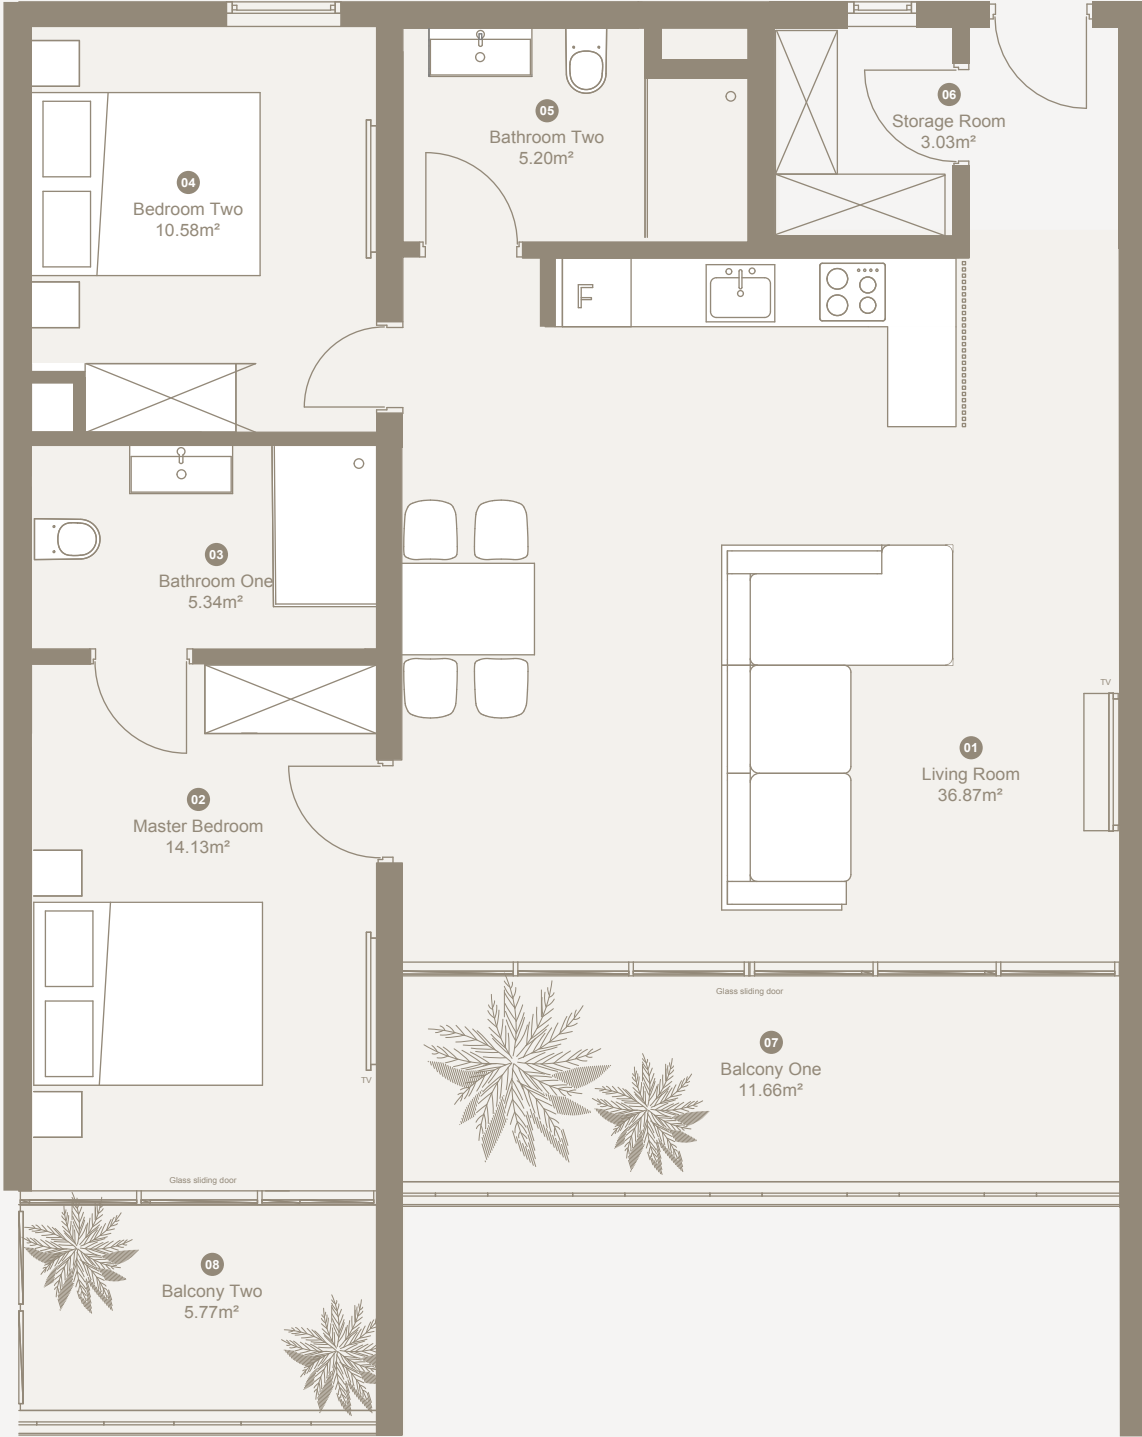 06
Storage Room
3.03m²
05
Bathroom Two
5.20m²
04
Bedroom Two
10.58m²
F
03
Bathroom One
5.34m²
TV
01
Living Room
36.87m²
02
Master Bedroom
14.13m²
Glass sliding door
07
Balcony One
11.66m²
TV
Glass sliding door
08
Balcony Two
5.77m²